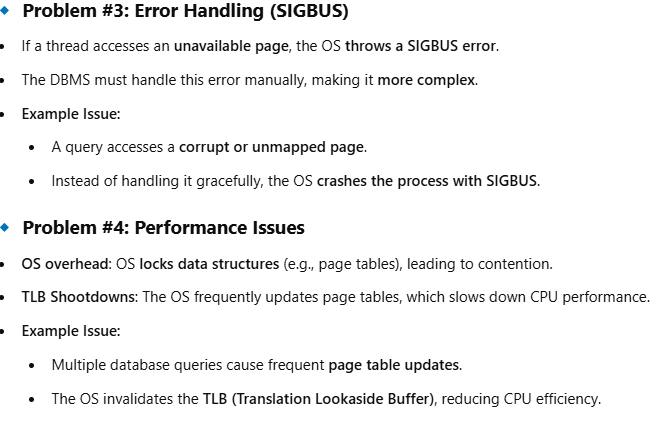 Problem #3: Error Handling (SIGBUS)
If a thread accesses an unavailable page, the OS throws a SIGBUS error.
The DBMS must handle this error manually, making it more complex.
Example Issue:
A query accesses a corrupt or unmapped page.
Instead of handling it gracefully, the OS crashes the process with SIGBUS.
Problem #4: Performance Issues
OS overhead: OS locks data structures (e.g., page tables), leading to contention.
TLB Shootdowns: The OS frequently updates page tables, which slows down CPU performance.
Example Issue:
Multiple database queries cause frequent page table updates.
The OS invalidates the TLB (Translation Lookaside Buffer), reducing CPU efficiency.